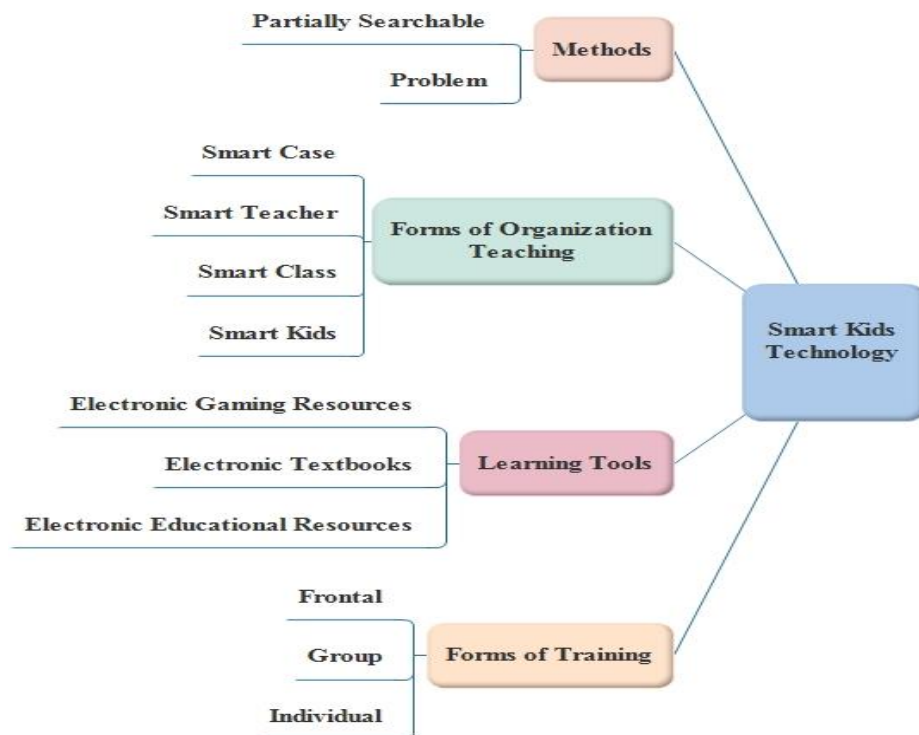 Partially Searchable
Problem
Methods
Smart Case
Smart Teacher
Smart Class
Smart Kids
Forms of Organization
Teaching
Electronic Gaming Resources
Electronic Textbooks
Electronic Educational Resources
Learning Tools
Frontal
Group
Individual
Forms of Training
Smart Kids
Technology